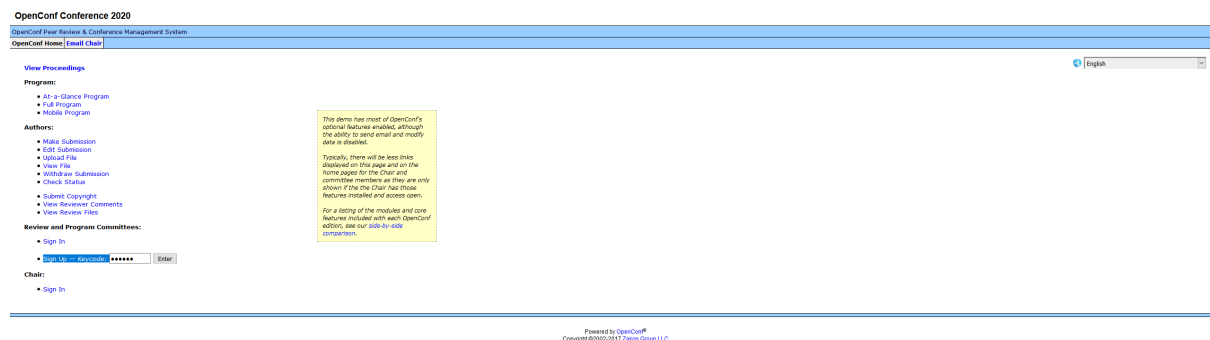 OpenConf Conference 2020
OpenConf Peer Review & Conference Management System
OpenConf Home Email Chair
English
View Proceedings
Program:
• At-a-Glance Program
• Full Program
• Mobile Program
Authors:
• Make Submission
• Edit Submission
• Upload File
• View File
• Withdraw Submission
• Check Status
• Submit Copyright
• View Reviewer Comments
• View Review Files
Review and Program Committees:
• Sign In
• Sign Up — Keycode: •••••• Enter
Chair:
• Sign In
This demo has most of OpenConf's
optional features enabled, although
the ability to send email and modify
data is disabled.
Typically, there will be less links
displayed on this page and on the
home pages for the Chair and
committee members as they are only
shown if the the Chair has those
features installed and access open.
For a listing of the modules and core
features included with each OpenConf
edition, see our side-by-side
comparison.
Powered by OpenConf®
Copyright ©2002-2017 Zakon Group LLC